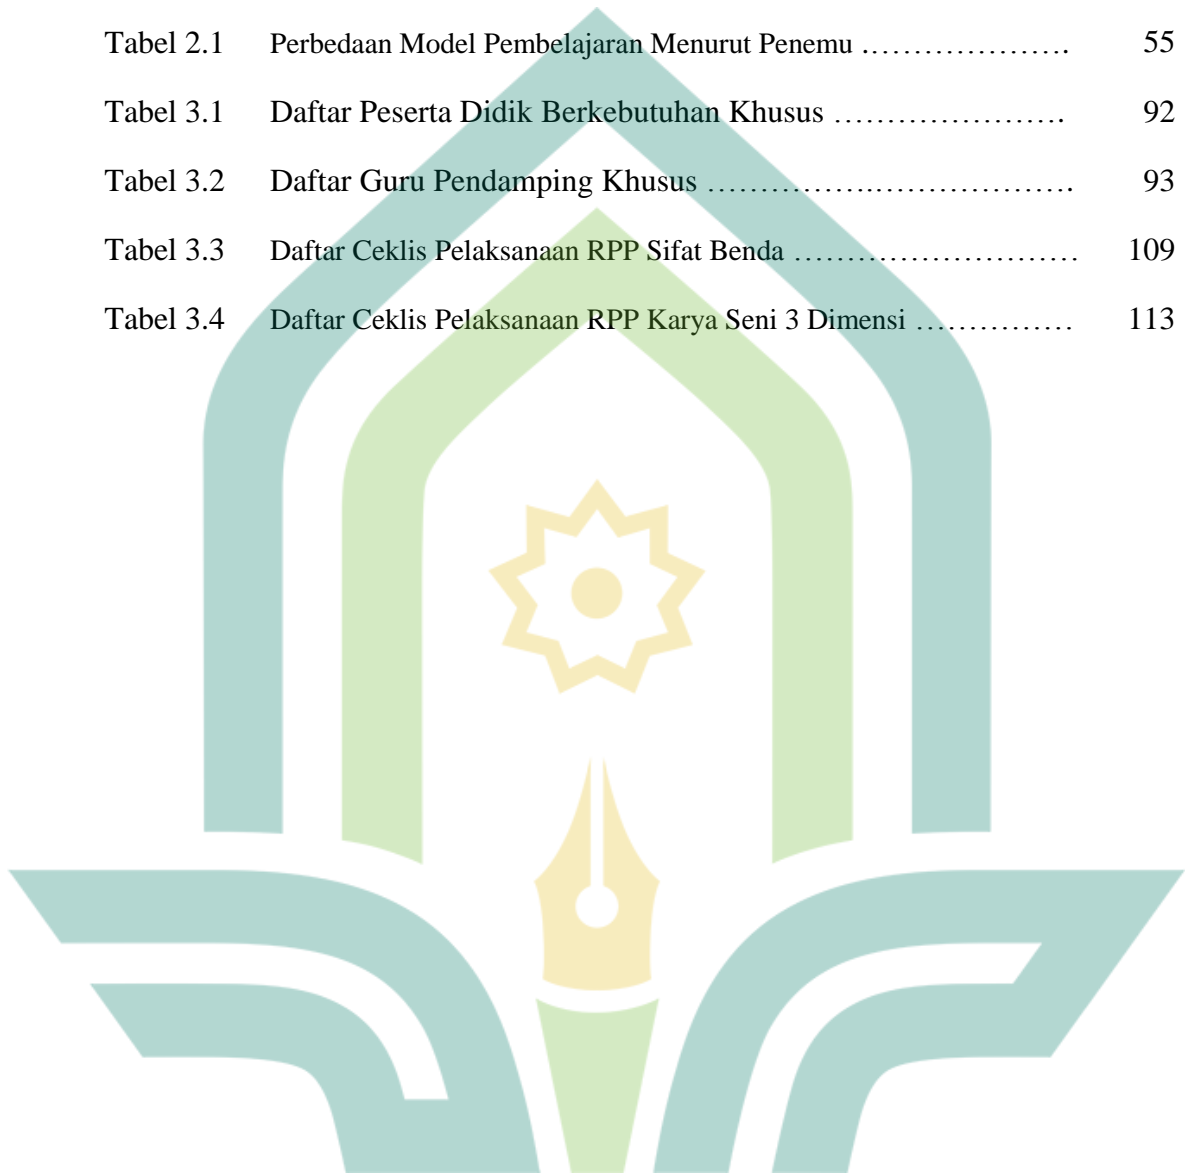 Tabel 2.1 Perbedaan Model Pembelajaran Menurut Penemu ………………….. 55
Tabel 3.1 Daftar Peserta Didik Berkebutuhan Khusus …………………. 92
Tabel 3.2 Daftar Guru Pendamping Khusus …………….………………. 93
Tabel 3.3 Daftar Ceklis Pelaksanaan RPP Sifat Benda ……………………… 109
Tabel 3.4 Daftar Ceklis Pelaksanaan RPP Karya Seni 3 Dimensi …………… 113